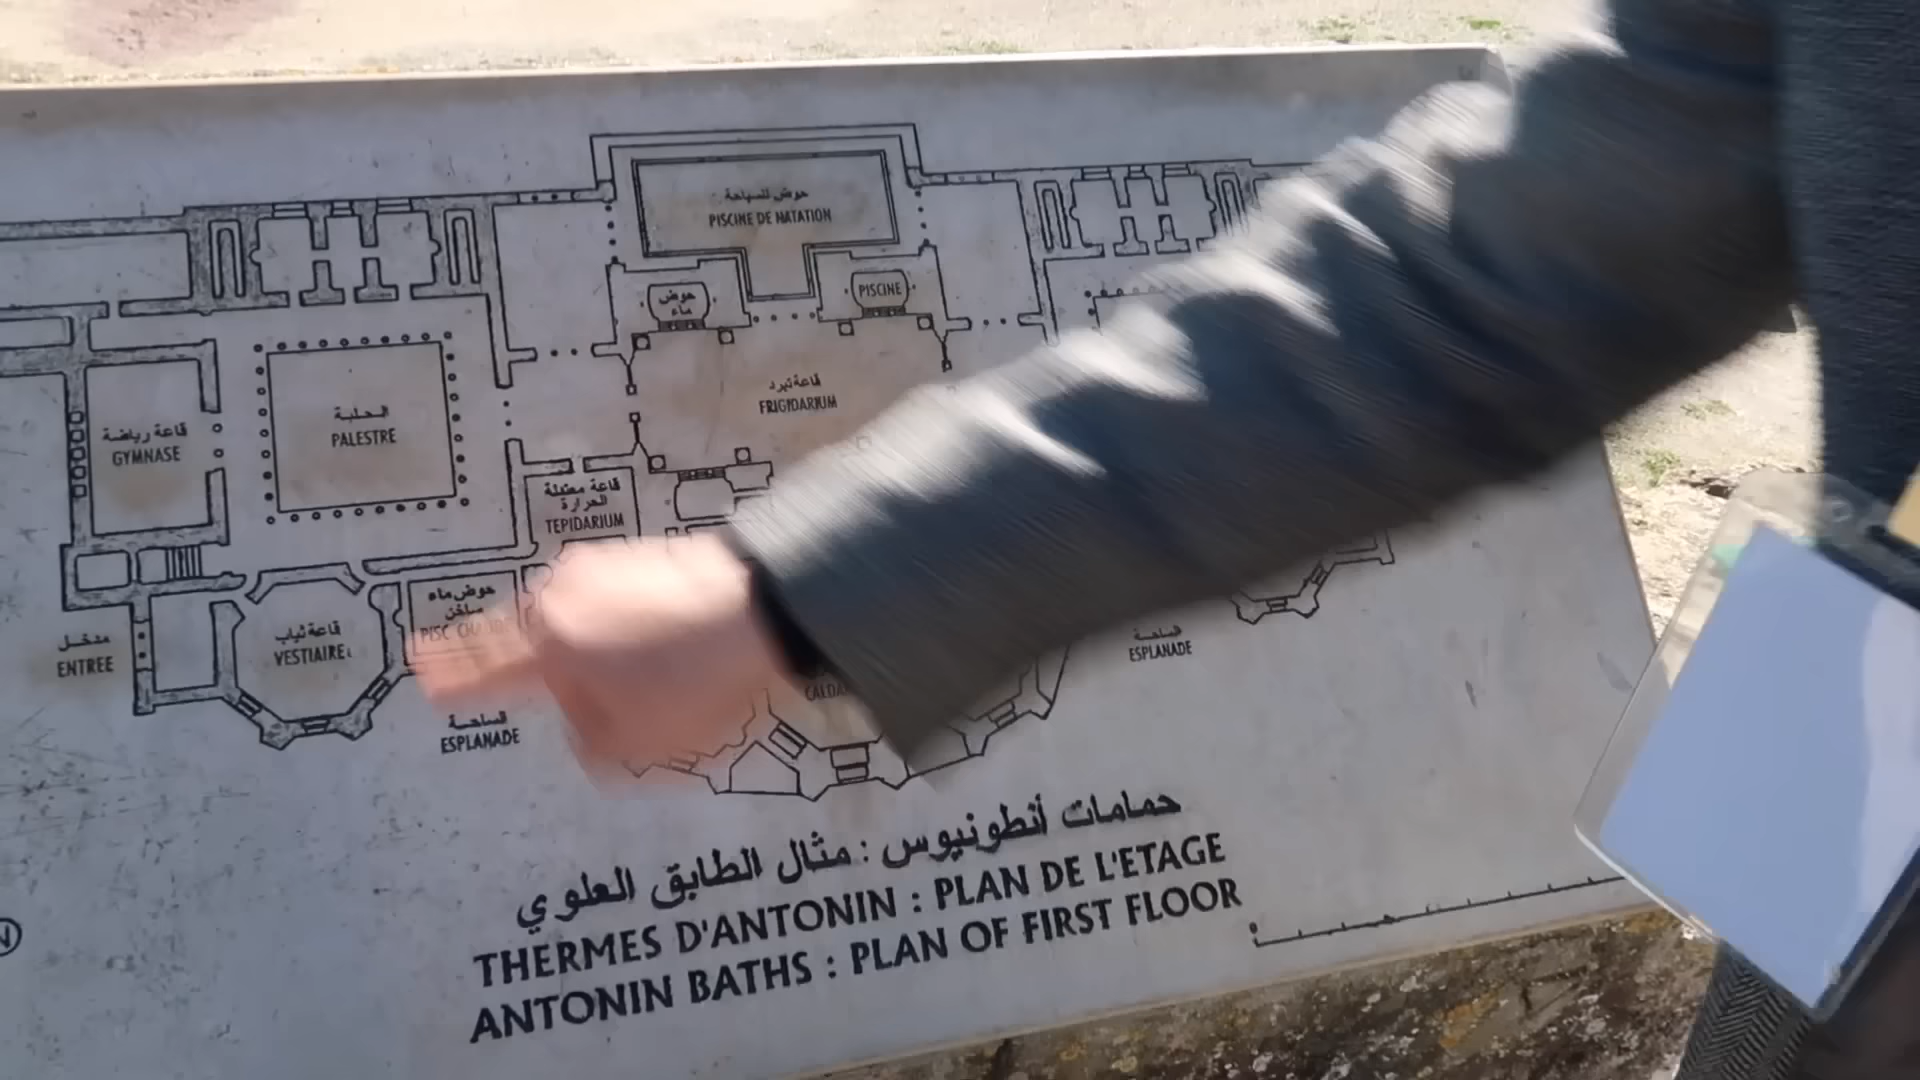 حوض للسباحة
PISCINE DE NATATION
حوض
ماء
PISCINE
قاعة تبرد
FRIGIDARIUM
الحلبة
PALESTRE
قاعة رياضة
GYMNASE
قاعة معتدلة
الحرارة
TEPIDARIUM
حوض ماء
ساخن
PISC
قاعة ثياب
VESTIAIRE
مدخل
ENTREE
الساحة
ESPLANADE
الساحة
ESPLANADE
حمامات أنطونيوس : مثال الطابق العلوي
THERMES D'ANTONIN : PLAN DE L'ETAGE
ANTONIN BATHS : PLAN OF FIRST FLOOR
0
N